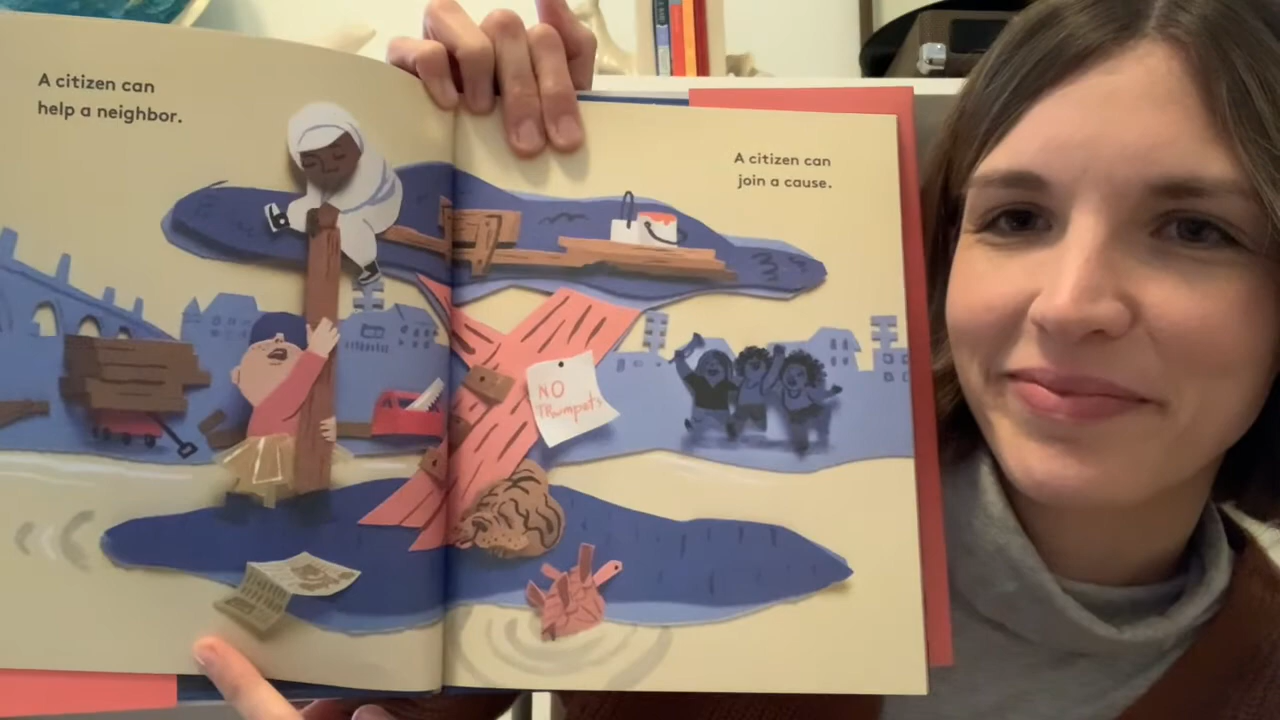 A citizen can
help a neighbor.
A citizen can
join a cause.
NO
TRumpets